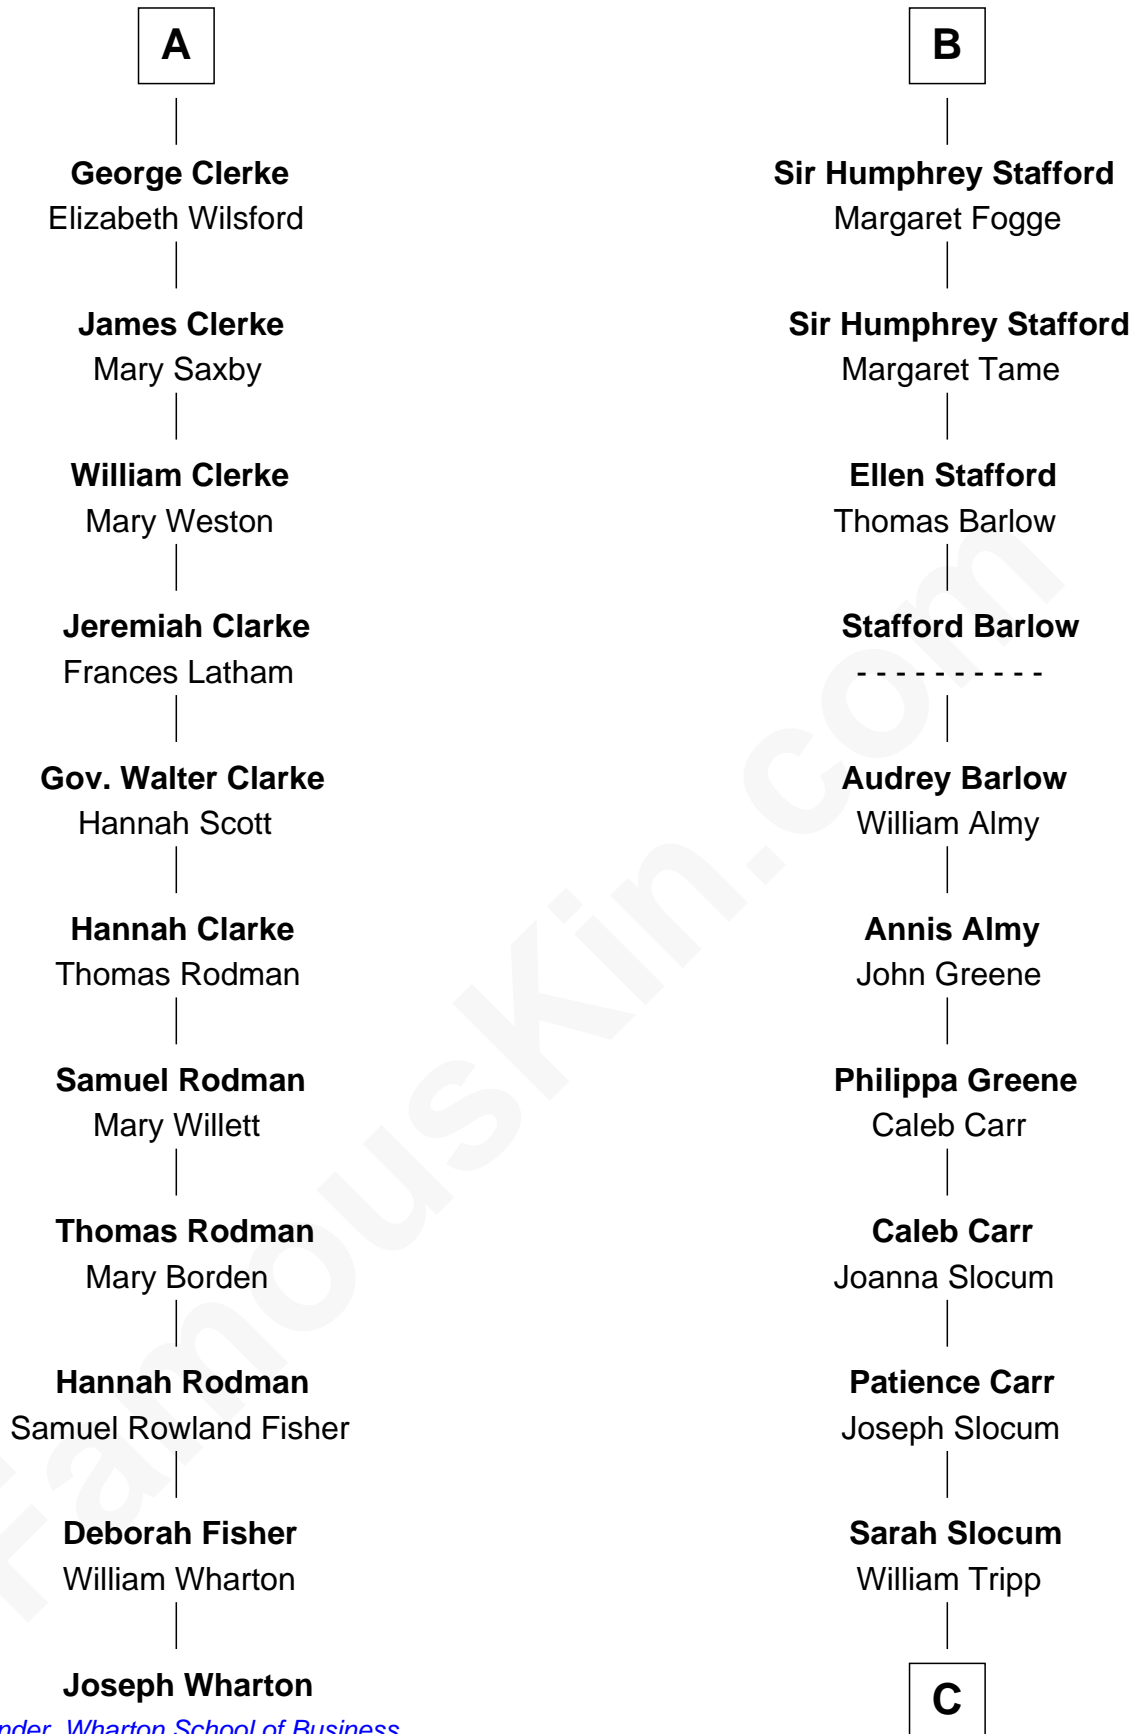 A
George Clerke
Elizabeth Wilsford
James Clerke
Mary Saxby
William Clerke
Mary Weston
Jeremiah Clarke
Frances Latham
Gov. Walter Clarke
Hannah Scott
Hannah Clarke
Thomas Rodman
Samuel Rodman
Mary Willett
Thomas Rodman
Mary Borden
Hannah Rodman
Samuel Rowland Fisher
Deborah Fisher
William Wharton
Joseph Wharton
Wharton School of Business
B
Sir Humphrey Stafford
Margaret Fogge
Sir Humphrey Stafford
Margaret Tame
Ellen Stafford
Thomas Barlow
Stafford Barlow
- - - - - - - - - -
Audrey Barlow
William Almy
Annis Almy
John Greene
Philippa Greene
Caleb Carr
Caleb Carr
Joanna Slocum
Patience Carr
Joseph Slocum
Sarah Slocum
William Tripp
C
FamousKin.com